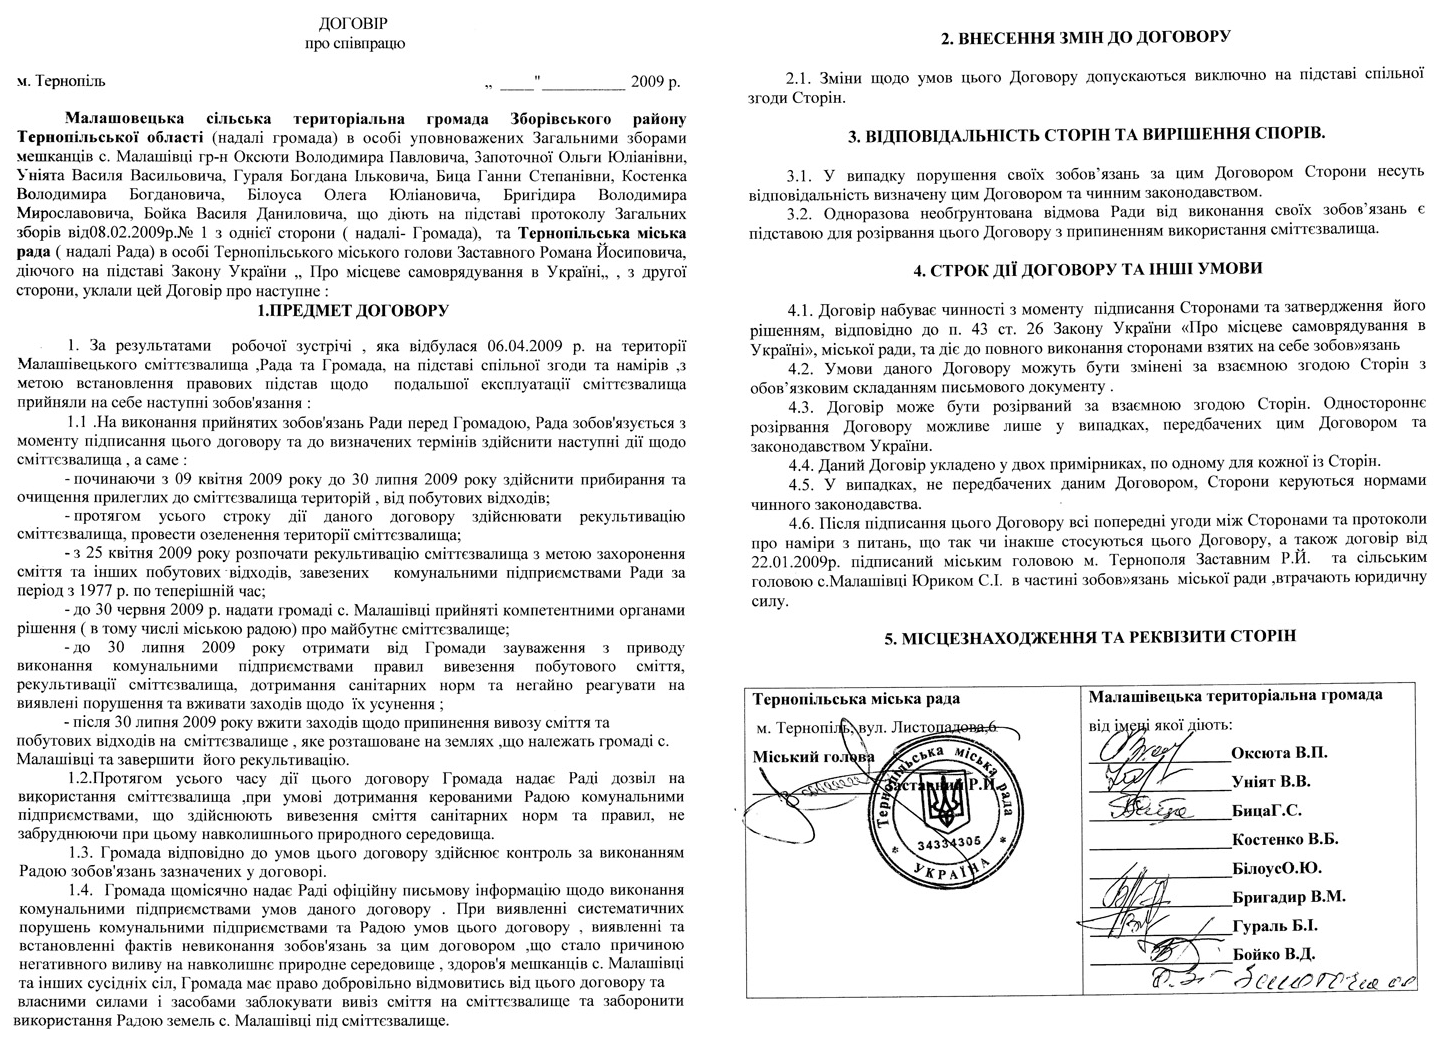 ДОГОВІР
про співпрацю
м. Тернопіль „ ____"___________ 2009 р.
Малашовецька сільська територіальна громада Зборівського району
Тернопільської області (надалі громада) в особі уповноважених Загальними зборами
мешканців с. Малашівці гр-н Оксюти Володимира Павловича, Запоточної Ольги Юліанівни,
Уніята Василя Васильовича, Гураля Богдана Ільковича, Бица Ганни Степанівни, Костенка
Володимира Богдановича, Білоуса Олега Юліановича, Бригідира Володимира
Мирославовича, Бойка Василя Даниловича, що діють на підставі протоколу Загальних
зборів від08.02.2009р.№ 1 з однієї сторони ( надалі- Громада), та Тернопільська міська
рада ( надалі Рада) в особі Тернопільського міського голови Заставного Романа Йосиповича,
діючого на підставі Закону України „ Про місцеве самоврядування в Україні„ , з другої
сторони, уклали цей Договір про наступне :
1.ПРЕДМЕТ ДОГОВОРУ
1. За результатами робочої зустрічі , яка відбулася 06.04.2009 р. на території
Малашівецького сміттєзвалища ,Рада та Громада, на підставі спільної згоди та намірів ,з
метою встановлення правових підстав щодо подальшої експлуатації сміттєзвалища
прийняли на себе наступні зобов'язання :
1.1 .На виконання прийнятих зобов'язань Ради перед Громадою, Рада зобов'язується з
моменту підписання цього договору та до визначених термінів здійснити наступні дії щодо
сміттєзвалища , а саме :
- починаючи з 09 квітня 2009 року до 30 липня 2009 року здійснити прибирання та
очищення прилеглих до сміттєзвалища територій , від побутових відходів;
- протягом усього строку дії даного договору здійснювати рекультивацію
сміттєзвалища, провести озеленення території сміттєзвалища;
- з 25 квітня 2009 року розпочати рекультивацію сміттєзвалища з метою захоронення
сміття та інших побутових відходів, завезених комунальними підприємствами Ради за
період з 1977 р. по теперішній час;
- до 30 червня 2009 р. надати громаді с. Малашівці прийняті компетентними органами
рішення ( в тому числі міською радою) про майбутнє сміттєзвалище;
- до 30 липня 2009 року отримати від Громади зауваження з приводу
виконання комунальними підприємствами правил вивезення побутового сміття,
рекультивації сміттєзвалища, дотримання санітарних норм та негайно реагувати на
виявлені порушення та вживати заходів щодо їх усунення ;
- після 30 липня 2009 року вжити заходів щодо припинення вивозу сміття та
побутових відходів на сміттєзвалище , яке розташоване на землях ,що належать громаді с.
Малашівці та завершити його рекультивацію.
1.2.Протягом усього часу дії цього договору Громада надає Раді дозвіл на
використання сміттєзвалища ,при умові дотримання керованими Радою комунальними
підприємствами, що здійснюють вивезення сміття санітарних норм та правил, не
забруднюючи при цьому навколишнього природного середовища.
1.3. Громада відповідно до умов цього договору здійснює контроль за виконанням
Радою зобов'язань зазначених у договорі.
1.4. Громада щомісячно надає Раді офіційну письмову інформацію щодо виконання
комунальними підприємствами умов даного договору . При виявленні систематичних
порушень комунальними підприємствами та Радою умов цього договору , виявленні та
встановленні фактів невиконання зобов'язань за цим договором ,що стало причиною
негативного виливу на навколишнє природне середовище , здоров'я мешканців с. Малашівці
та інших сусідніх сіл, Громада має право добровільно відмовитись від цього договору та
власними силами і засобами заблокувати вивіз сміття на сміттєзвалище та заборонити
використання Радою земель с. Малашівці під сміттєзвалище.
2. ВНЕСЕННЯ ЗМІН ДО ДОГОВОРУ
2.1. Зміни щодо умов цього Договору допускаються виключно на підставі спільної
згоди Сторін.
3. ВІДПОВІДАЛЬНІСТЬ СТОРІН ТА ВИРІШЕННЯ СПОРІВ.
3.1. У випадку порушення своїх зобов’язань за цим Договором Сторони несуть
відповідальність визначену цим Договором та чинним законодавством.
3.2. Одноразова необґрунтована відмова Ради від виконання своїх зобов’язань є
підставою для розірвання цього Договору з припиненням використання сміттєзвалища.
4. СТРОК ДІЇ ДОГОВОРУ ТА ІНШІ УМОВИ
4.1. Договір набуває чинності з моменту підписання Сторонами та затвердження його
рішенням, відповідно до п. 43 ст. 26 Закону України «Про місцеве самоврядування в
Україні», міської ради, та діє до повного виконання сторонами взятих на себе зобов»язань
4.2. Умови даного Договору можуть бути змінені за взаємною згодою Сторін з
обов’язковим складанням письмового документу .
4.3. Договір може бути розірваний за взаємною згодою Сторін. Одностороннє
розірвання Договору можливе лише у випадках, передбачених цим Договором та
законодавством України.
4.4. Даний Договір укладено у двох примірниках, по одному для кожної із Сторін.
4.5. У випадках, не передбачених даним Договором, Сторони керуються нормами
чинного законодавства.
4.6. Після підписання цього Договору всі попередні угоди між Сторонами та протоколи
про наміри з питань, що так чи інакше стосуються цього Договору, а також договір від
22.01.2009р. підписаний міським головою м. Тернополя Заставним Р.Й. та сільським
головою с.Малашівці Юриком С.І. в частині зобов»язань міської ради ,втрачають юридичну
силу.
5. МІСЦЕЗНАХОДЖЕННЯ ТА РЕКВІЗИТИ СТОРІН
Тернопільська міська рада
м. Тернопіль, вул. Листопадова,6
Міський голова
Заставний Р.Й
Тернопільська міська рада
34334305
* УКРАЇНА *
Малашівецька територіальна громада
від імені якої діють:
Оксюта В.П.
Уніят В.В.
БицаГ.С.
Костенко В.Б.
БілоусО.Ю.
Бригадир В.М.
Гураль Б.І.
Бойко В.Д.